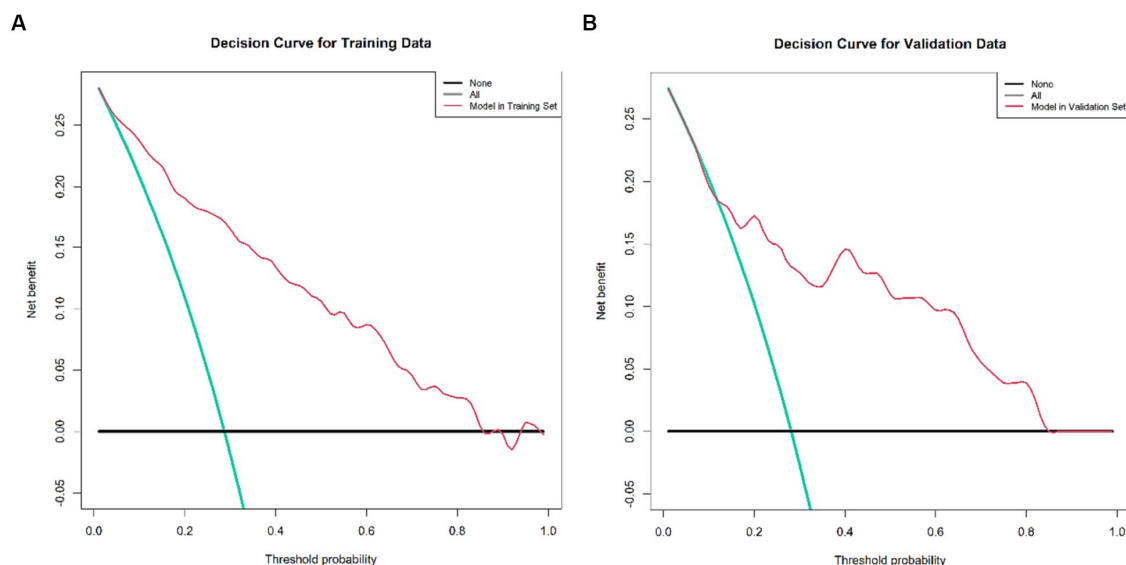 A
Decision Curve for Training Data
None
All
Model in Training Set
Net benefit
0.25
0.20
0.15
0.10
0.05
0.00
-0.05
0.0 0.2 0.4 0.6 0.8 1.0
Threshold probability
B
Decision Curve for Validation Data
None
All
Model in Validation Set
Net benefit
0.25
0.20
0.15
0.10
0.05
0.00
-0.05
0.0 0.2 0.4 0.6 0.8 1.0
Threshold probability